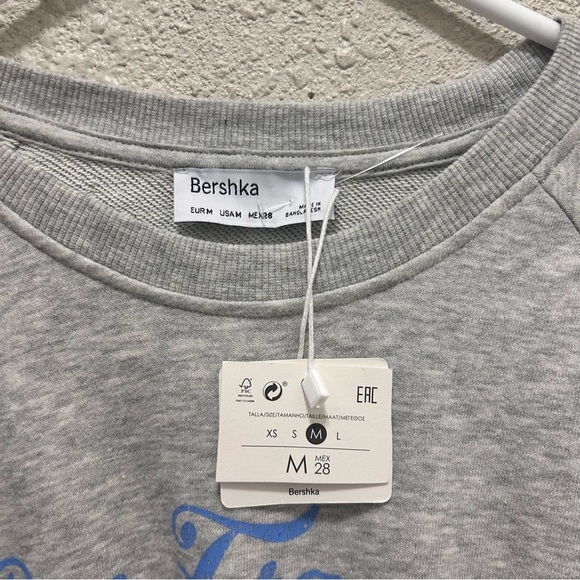 Bershka
EUR M USA M MEX 28
MADE IN
BANGLADESH
FSC
EAC
TALLA/SIZE/TAMANHO/TAILLE/MAAT/ΜΕΓΕΘΟΣ
XS S M L
M MEX 28
Bershka